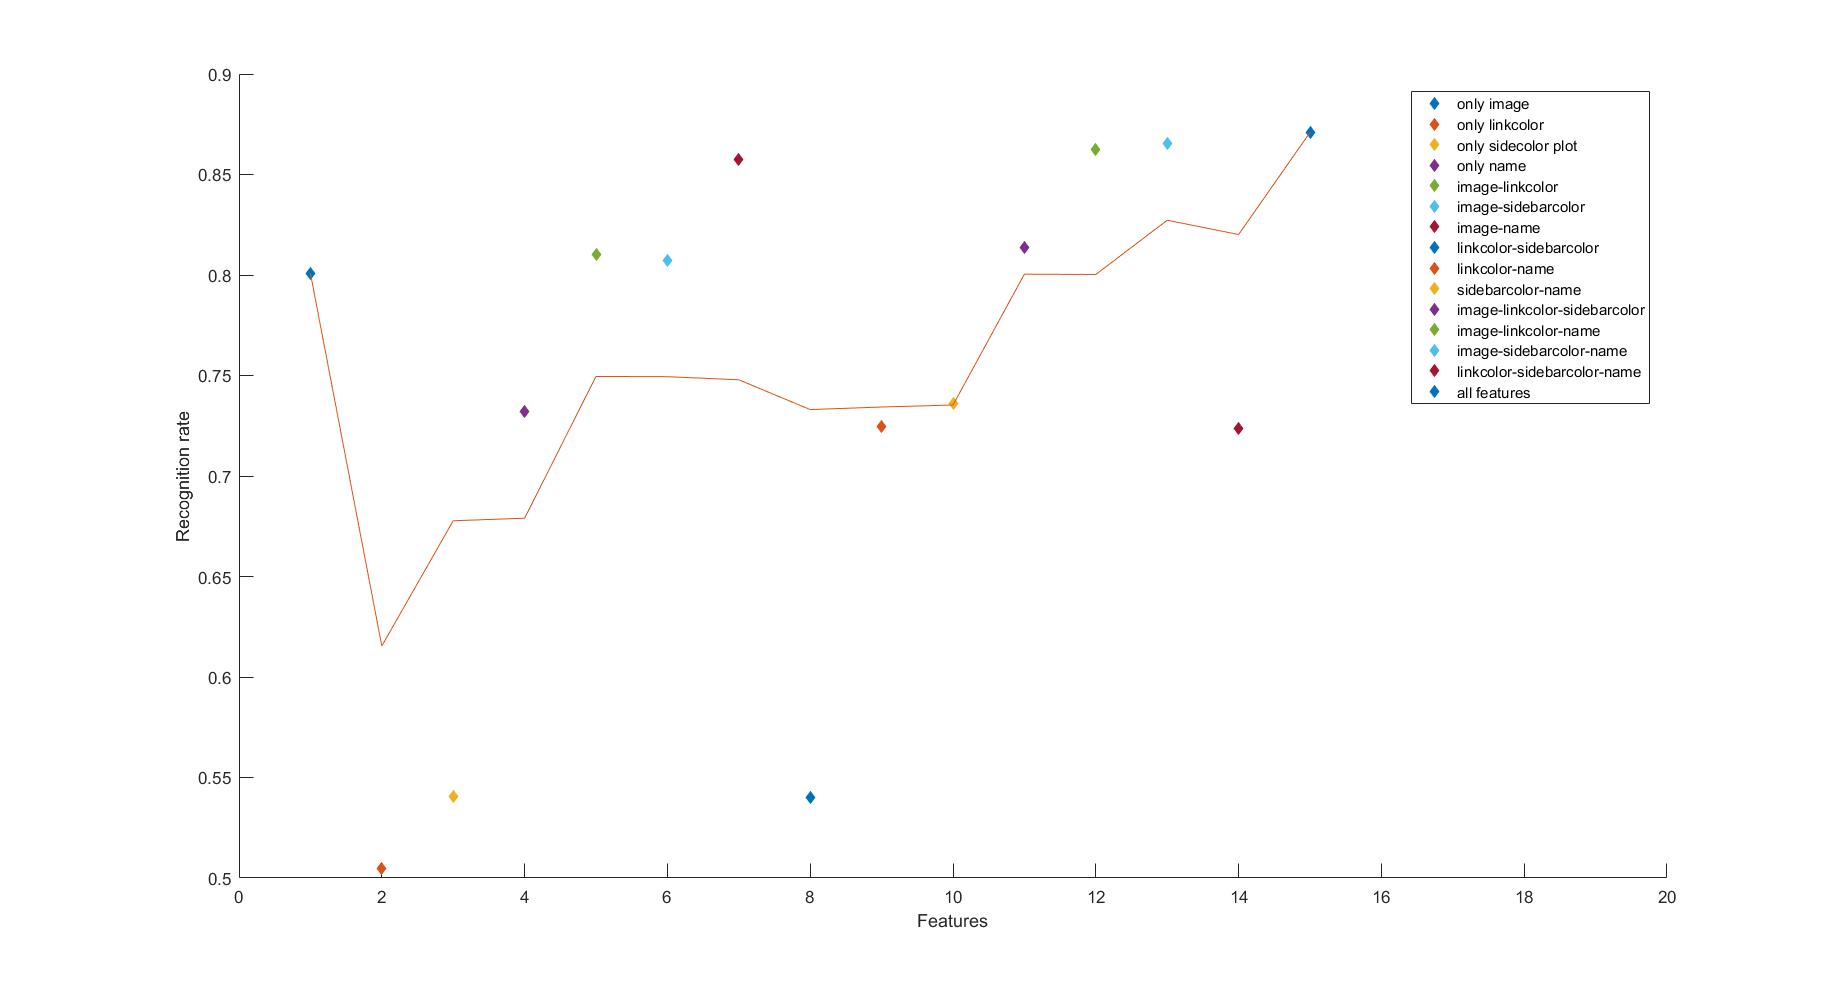 0.9
0.85
0.8
0.75
0.7
0.65
0.6
0.55
0.5
Recognition rate
0 2 4 6 8 10 12 14 16 18 20
Features
only image
only linkcolor
only sidecolor plot
only name
image-linkcolor
image-sidebarcolor
image-name
linkcolor-sidebarcolor
linkcolor-name
sidebarcolor-name
image-linkcolor-sidebarcolor
image-linkcolor-name
image-sidebarcolor-name
linkcolor-sidebarcolor-name
all features